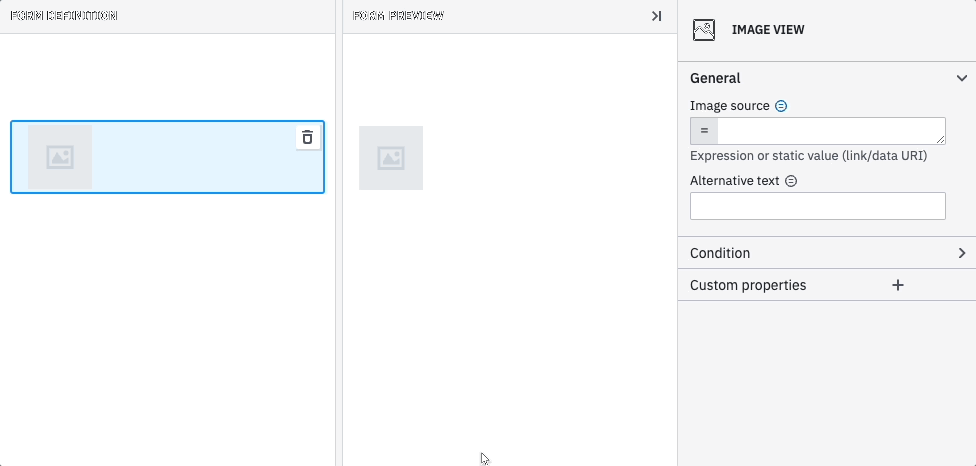 FORM DEFINITION
FORM PREVIEW
IMAGE VIEW
General
Image source
=
Expression or static value (link/data URI)
Alternative text
Condition
Custom properties